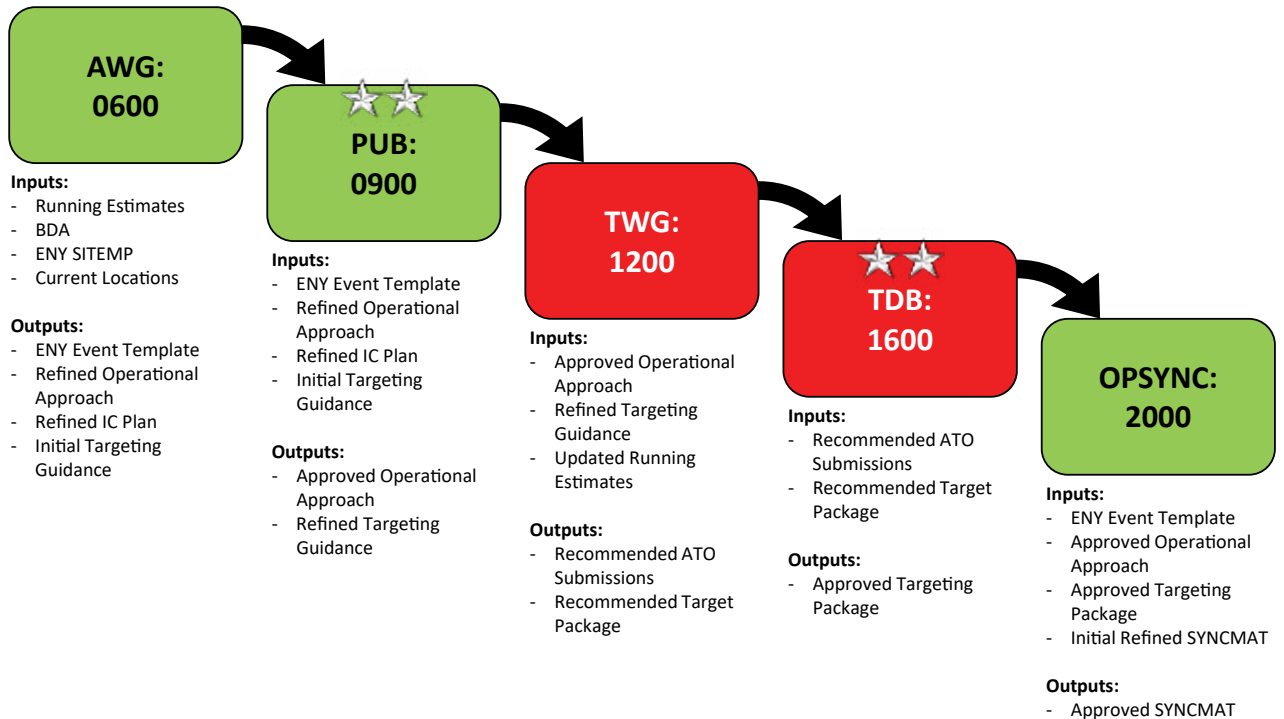 AWG:
0600
Inputs:
- Running Estimates
- BDA
- ENY SITEMP
- Current Locations
Outputs:
- ENY Event Template
- Refined Operational
Approach
- Refined IC Plan
- Initial Targeting
Guidance
PUB:
0900
Inputs:
- ENY Event Template
- Refined Operational
Approach
- Refined IC Plan
- Initial Targeting
Guidance
Outputs:
- Approved Operational
Approach
- Refined Targeting
Guidance
TWG:
1200
Inputs:
- Approved Operational
Approach
- Refined Targeting
Guidance
- Updated Running
Estimates
Outputs:
- Recommended ATO
Submissions
- Recommended Target
Package
TDB:
1600
Inputs:
- Recommended ATO
Submissions
- Recommended Target
Package
Outputs:
- Approved Targeting
Package
OPSYNC:
2000
Inputs:
- ENY Event Template
- Approved Operational
Approach
- Approved Targeting
Package
- Initial Refined SYNCMAT
Outputs:
- Approved SYNCMAT